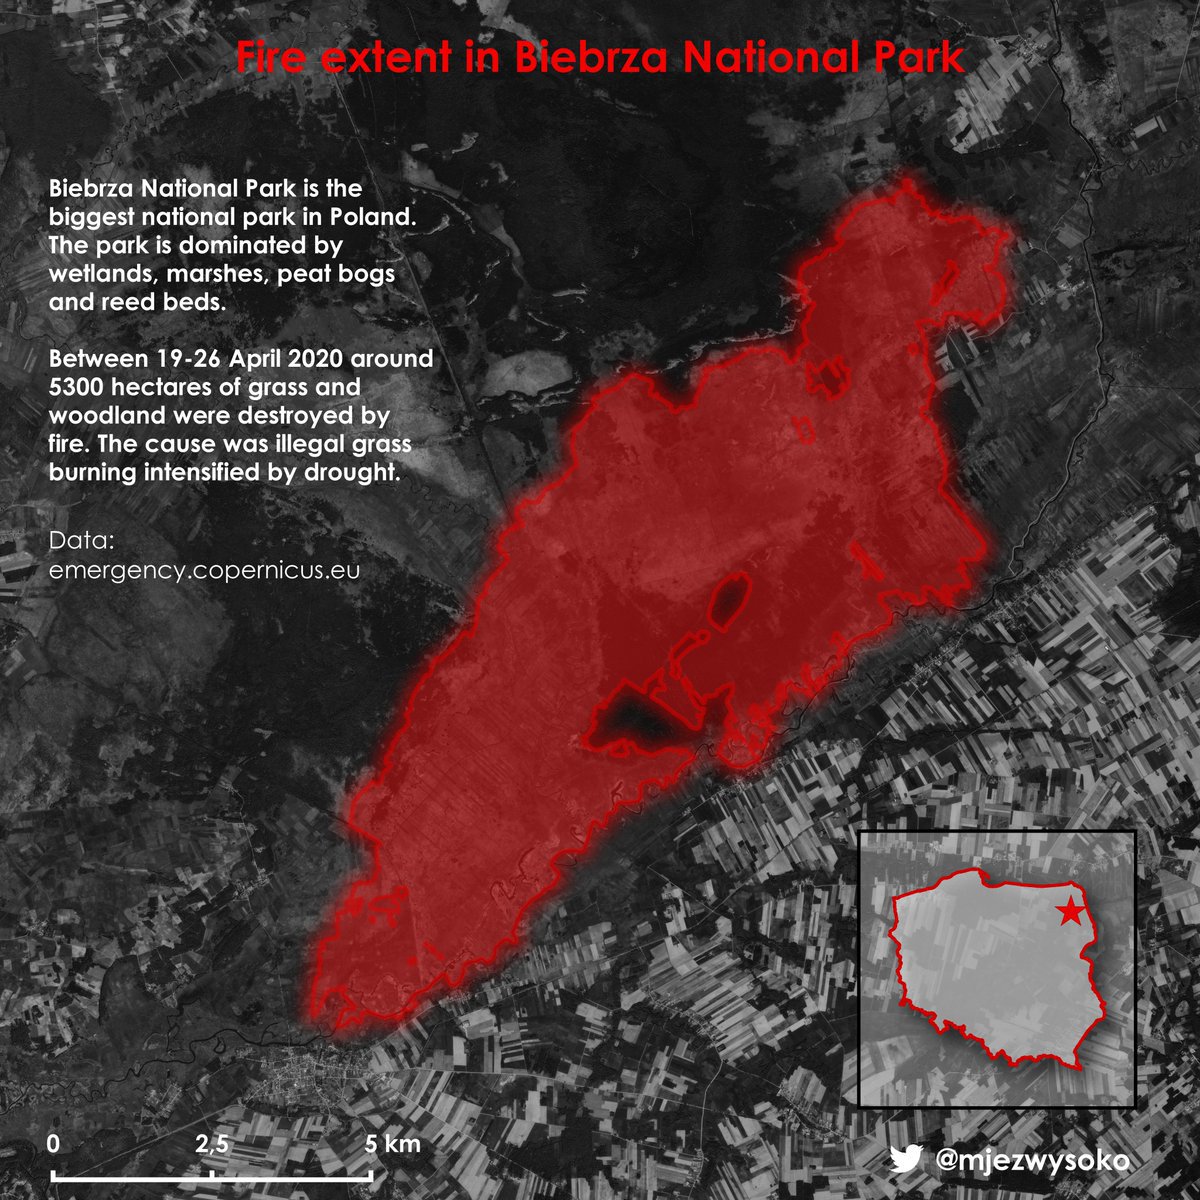 Fire extent in Biebrza National Park
Biebrza National Park is the
biggest national park in Poland.
The park is dominated by
wetlands, marshes, peat bogs
and reed beds.
Between 19-26 April 2020 around
5300 hectares of grass and
woodland were destroyed by
fire. The cause was illegal grass
burning intensified by drought.
Data:
emergency.copernicus.eu
0 2,5 5 km
@mjezwysoko